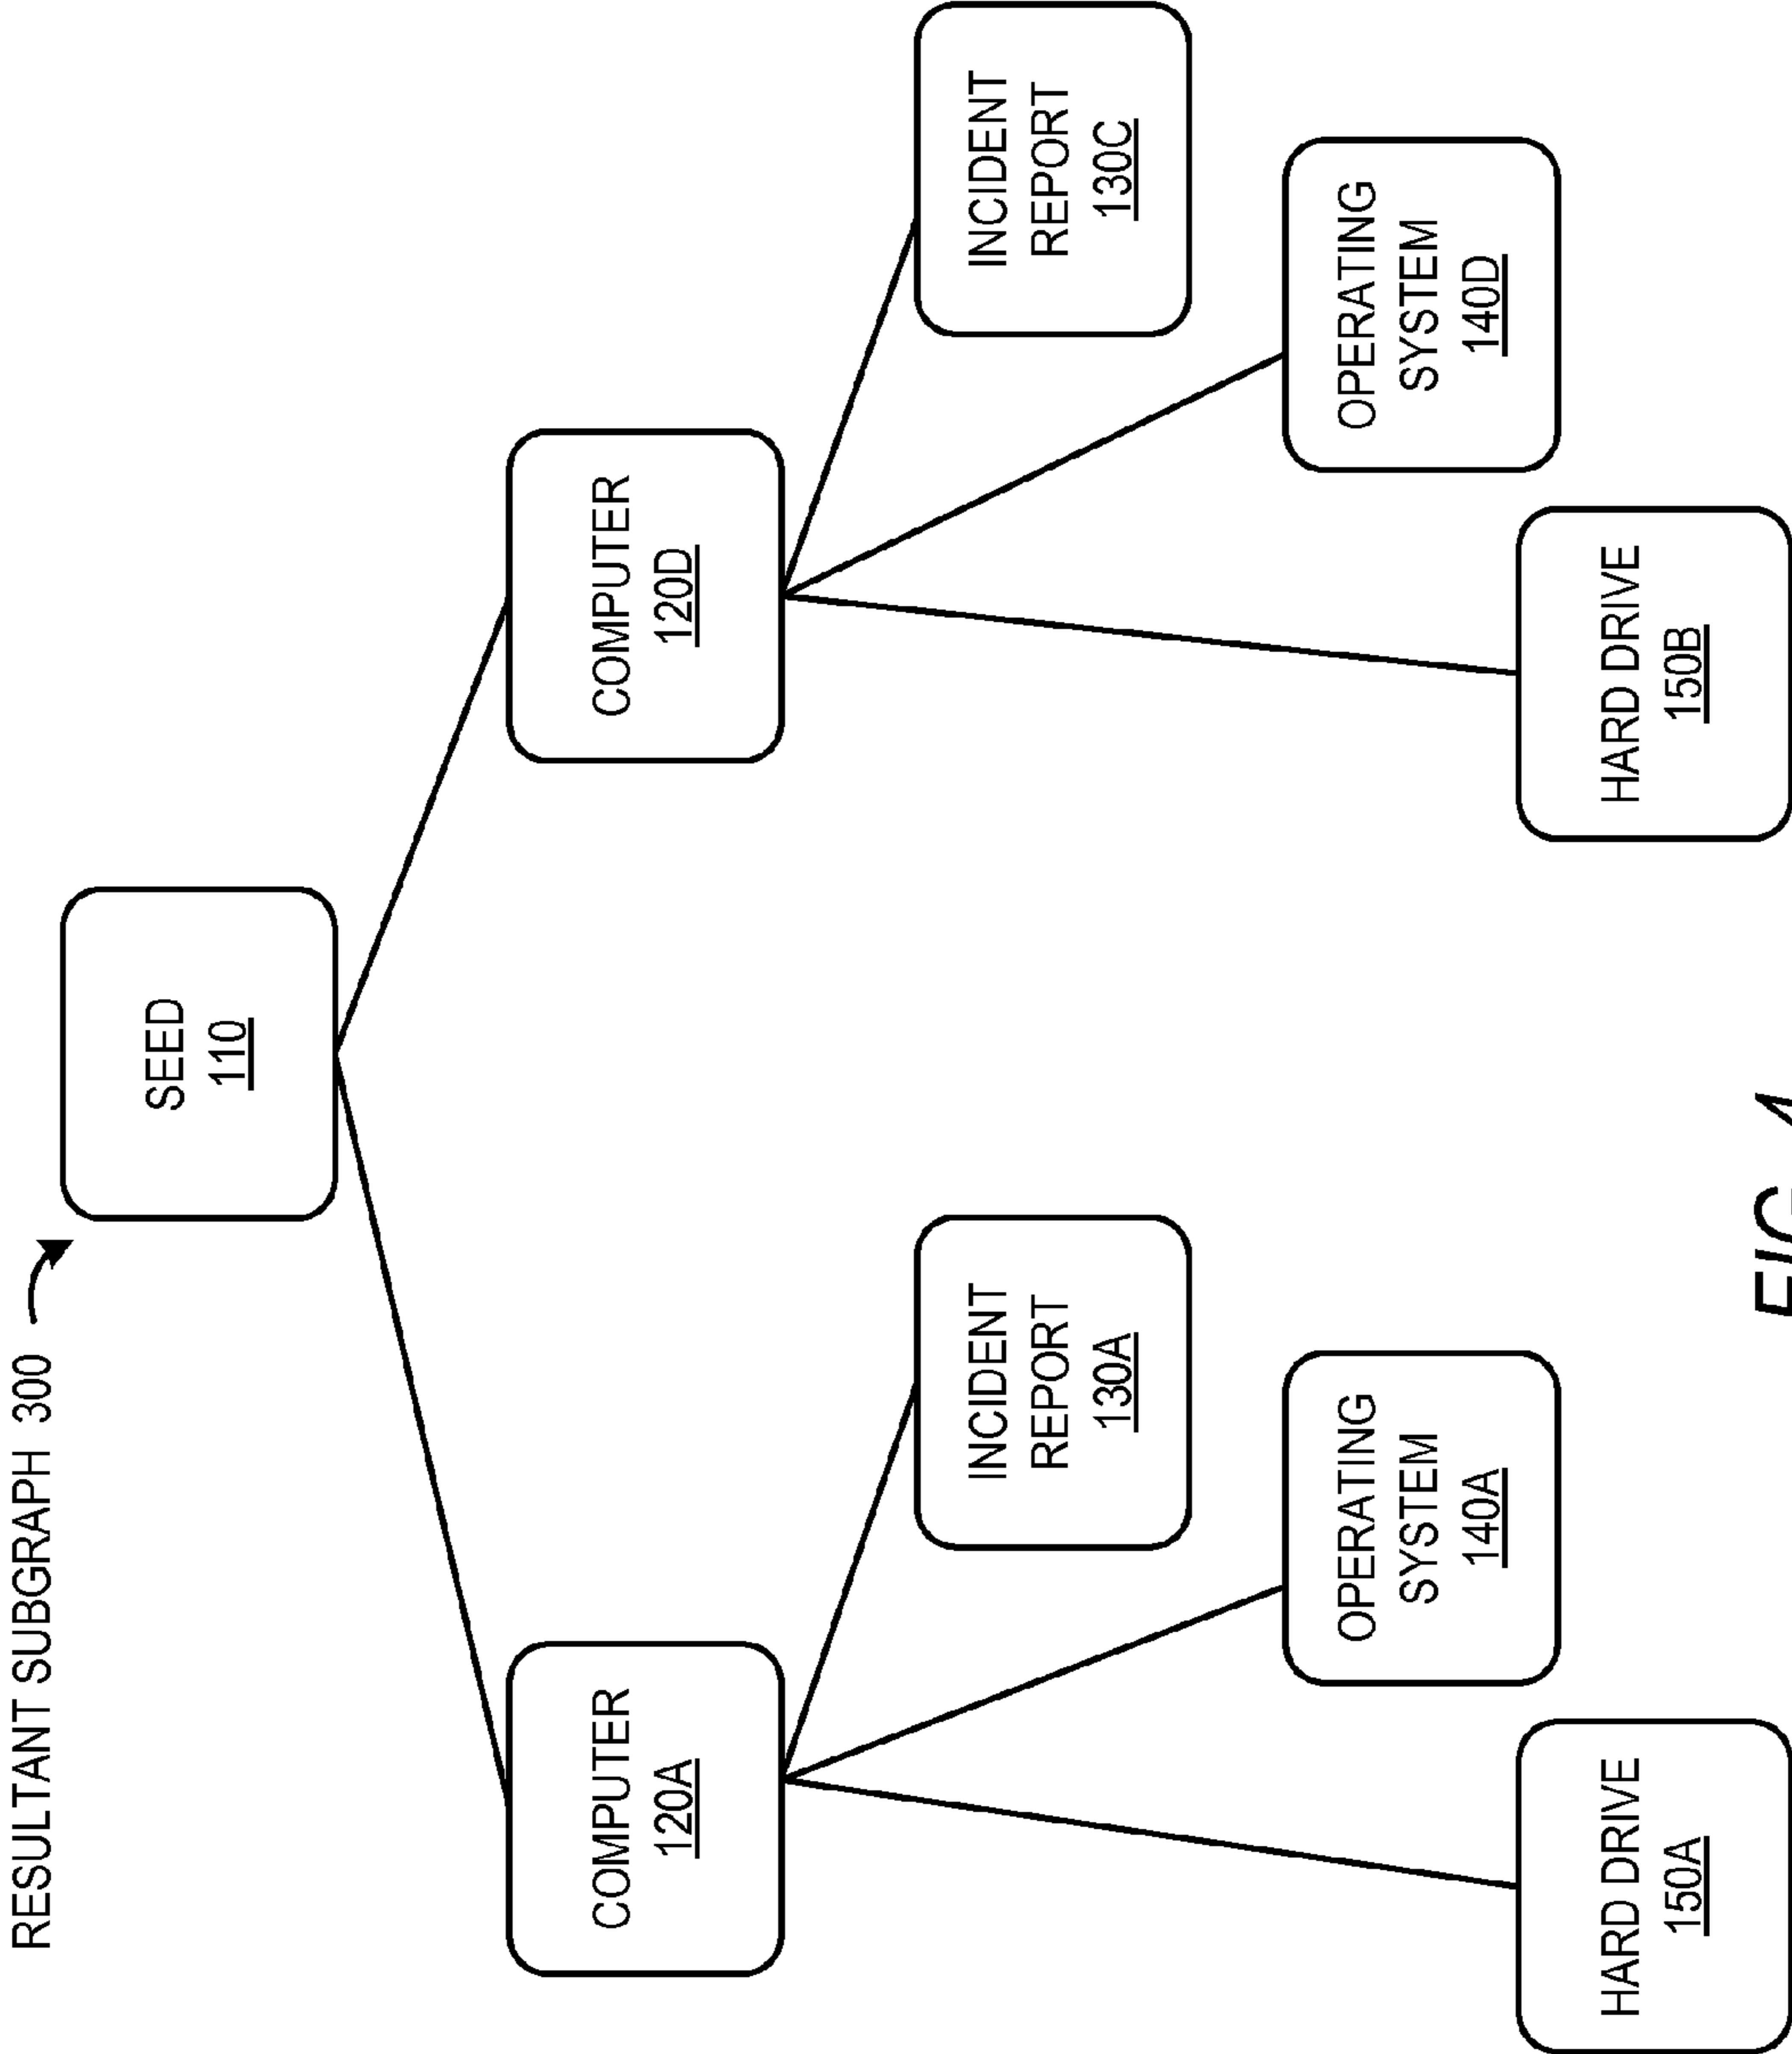 RESULTANT SUBGRAPH 300
SEED
110
COMPUTER
120A
COMPUTER
120D
INCIDENT
REPORT
130A
INCIDENT
REPORT
130C
OPERATING
SYSTEM
140A
OPERATING
SYSTEM
140D
HARD DRIVE
150A
HARD DRIVE
150B